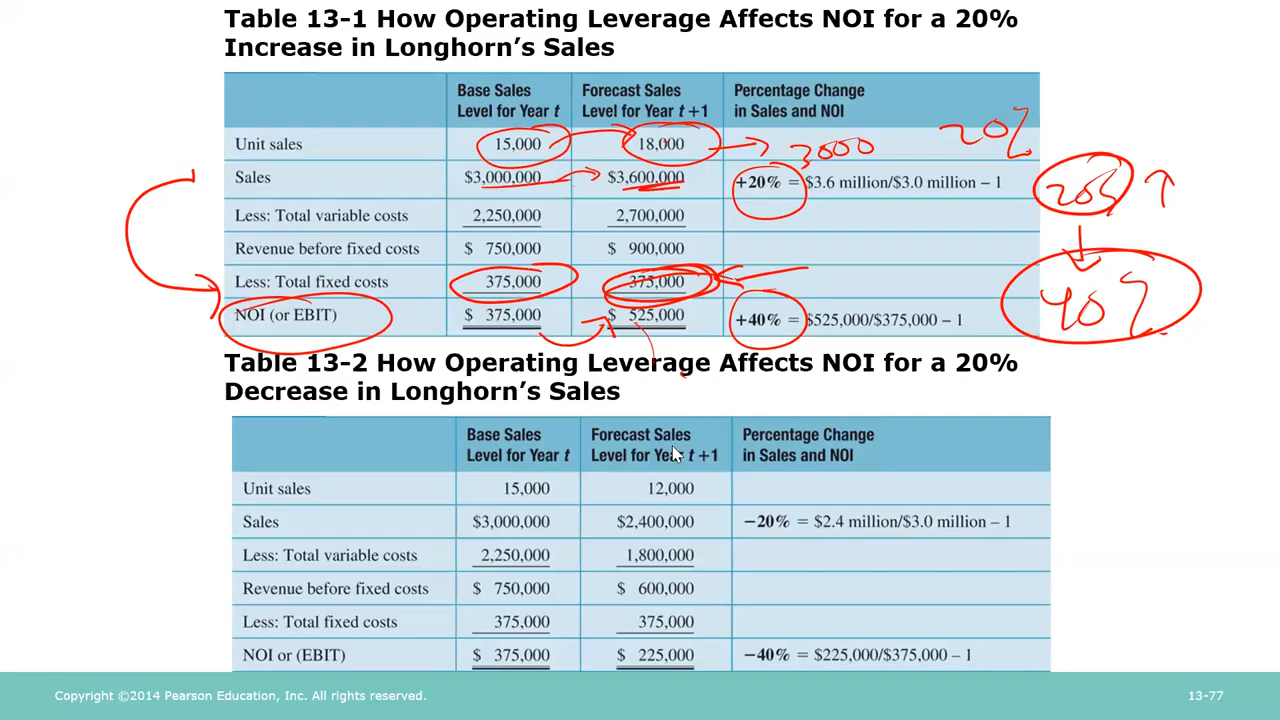 Table 13-1 How Operating Leverage Affects NOI for a 20%
Increase in Longhorn's Sales
Base Sales Level for Year t Forecast Sales Level for Year t +1 Percentage Change in Sales and NOI
Unit sales 15,000 18,000 3000 20%
Sales $3,000,000 $3,600,000 +20% = $3.6 million/$3.0 million – 1 20%
Less: Total variable costs 2,250,000 2,700,000
Revenue before fixed costs $ 750,000 $ 900,000
Less: Total fixed costs 375,000 375,000
NOI (or EBIT) $ 375,000 $ 525,000 +40% = $525,000/$375,000 – 1 40%
Table 13-2 How Operating Leverage Affects NOI for a 20%
Decrease in Longhorn's Sales
Base Sales Level for Year t Forecast Sales Level for Year t +1 Percentage Change in Sales and NOI
Unit sales 15,000 12,000
Sales $3,000,000 $2,400,000 –20% = $2.4 million/$3.0 million – 1
Less: Total variable costs 2,250,000 1,800,000
Revenue before fixed costs $ 750,000 $ 600,000
Less: Total fixed costs 375,000 375,000
NOI or (EBIT) $ 375,000 $ 225,000 –40% = $225,000/$375,000 – 1
Copyright ©2014 Pearson Education, Inc. All rights reserved. 13-77